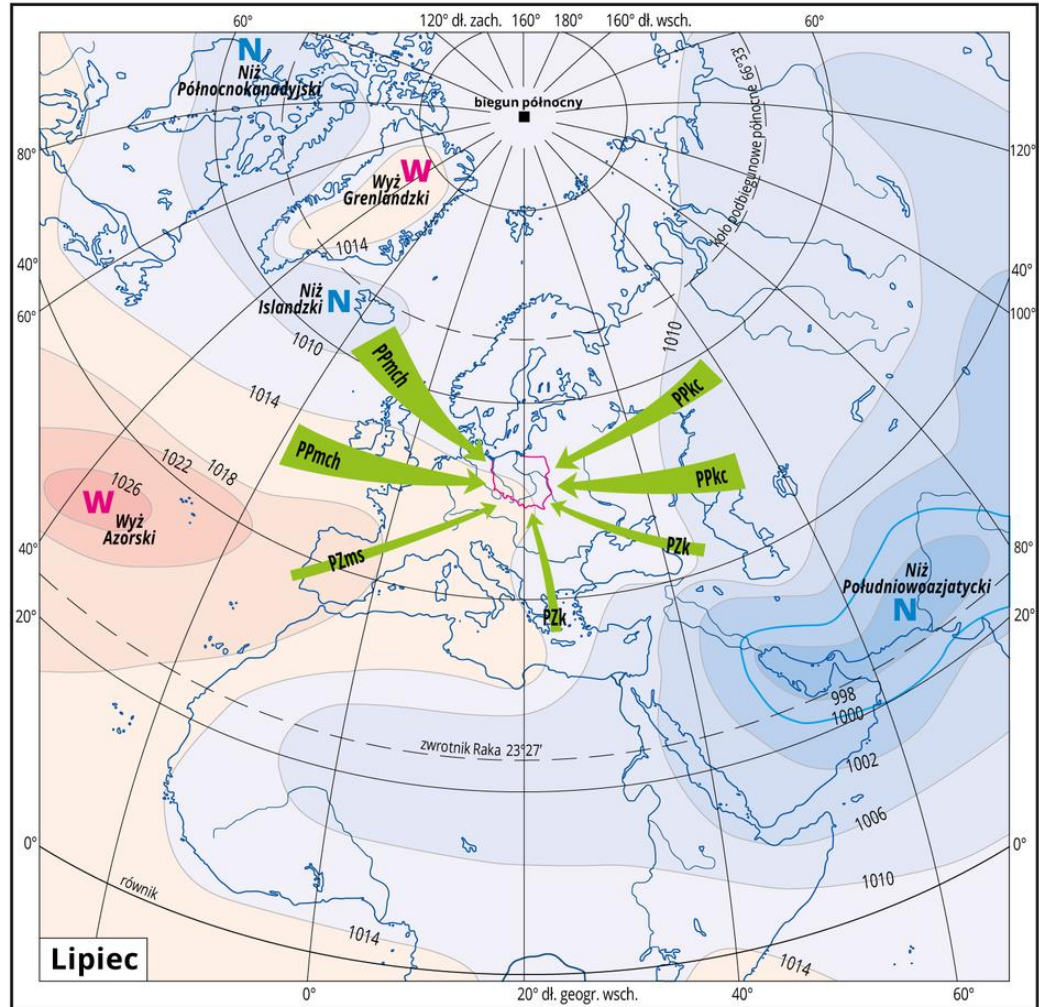 60° 120° dł. zach. 160° 180° 160° dł. wsch. 60°
N
Niż
Północnokanadyjski
biegun północny
koło podbiegunowe północne 66°33'
80°
120°
W
Wyż
Grenlandzki
1014
40°
40°
Niż
Islandzki
N
60°
100°
1010
1010
PPmch
PPkc
1014
PPmch
PPkc
1018
1022
1026
W
Wyż
Azorski
40°
80°
PZms
PZk
PZk
Niż
Południowoazjatycki
N
20°
20°
998
1000
zwrotnik Raka 23°27'
1002
1006
0°
0°
1010
równik
1014
1014
Lipiec
0° 20° dł. geogr. wsch. 40° 60°